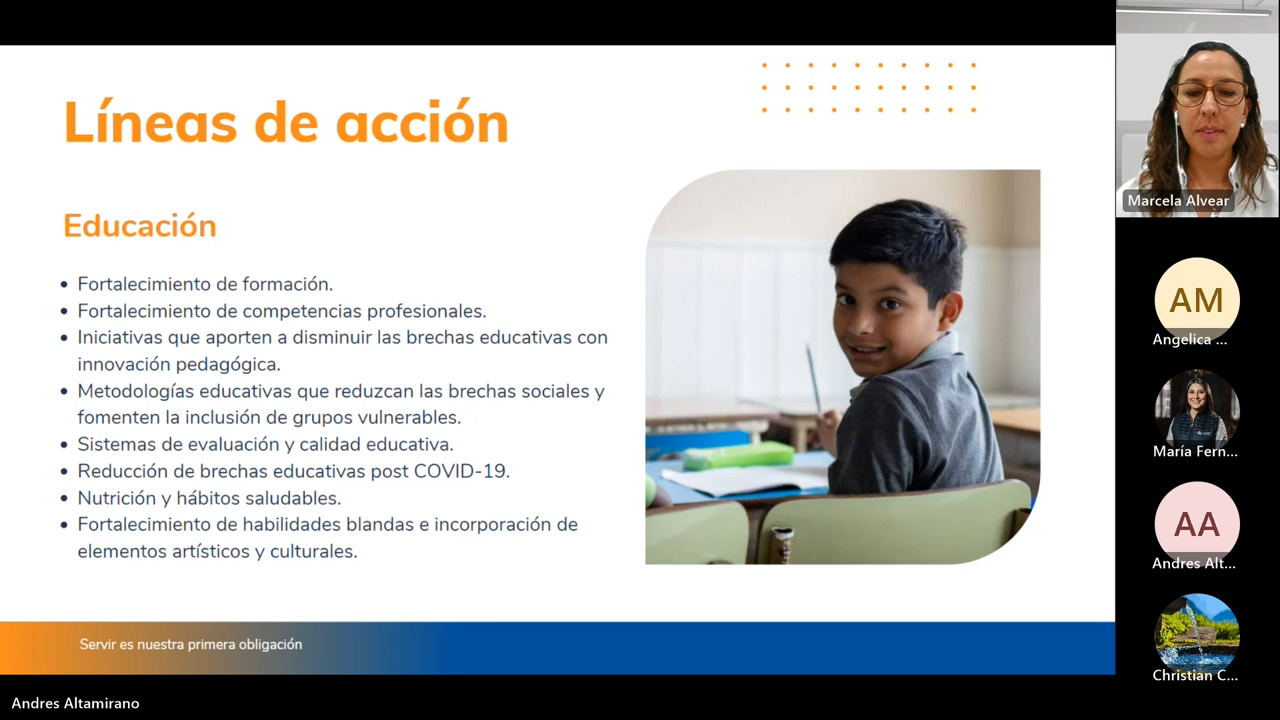 Líneas de acción
Educación
• Fortalecimiento de formación.
• Fortalecimiento de competencias profesionales.
• Iniciativas que aporten a disminuir las brechas educativas con
innovación pedagógica.
• Metodologías educativas que reduzcan las brechas sociales y
fomenten la inclusión de grupos vulnerables.
• Sistemas de evaluación y calidad educativa.
• Reducción de brechas educativas post COVID-19.
• Nutrición y hábitos saludables.
• Fortalecimiento de habilidades blandas e incorporación de
elementos artísticos y culturales.
Servir es nuestra primera obligación
Andres Altamirano
Marcela Alvear
AM
Angelica ...
María Fern...
AA
Andres Alt...
Christian C...